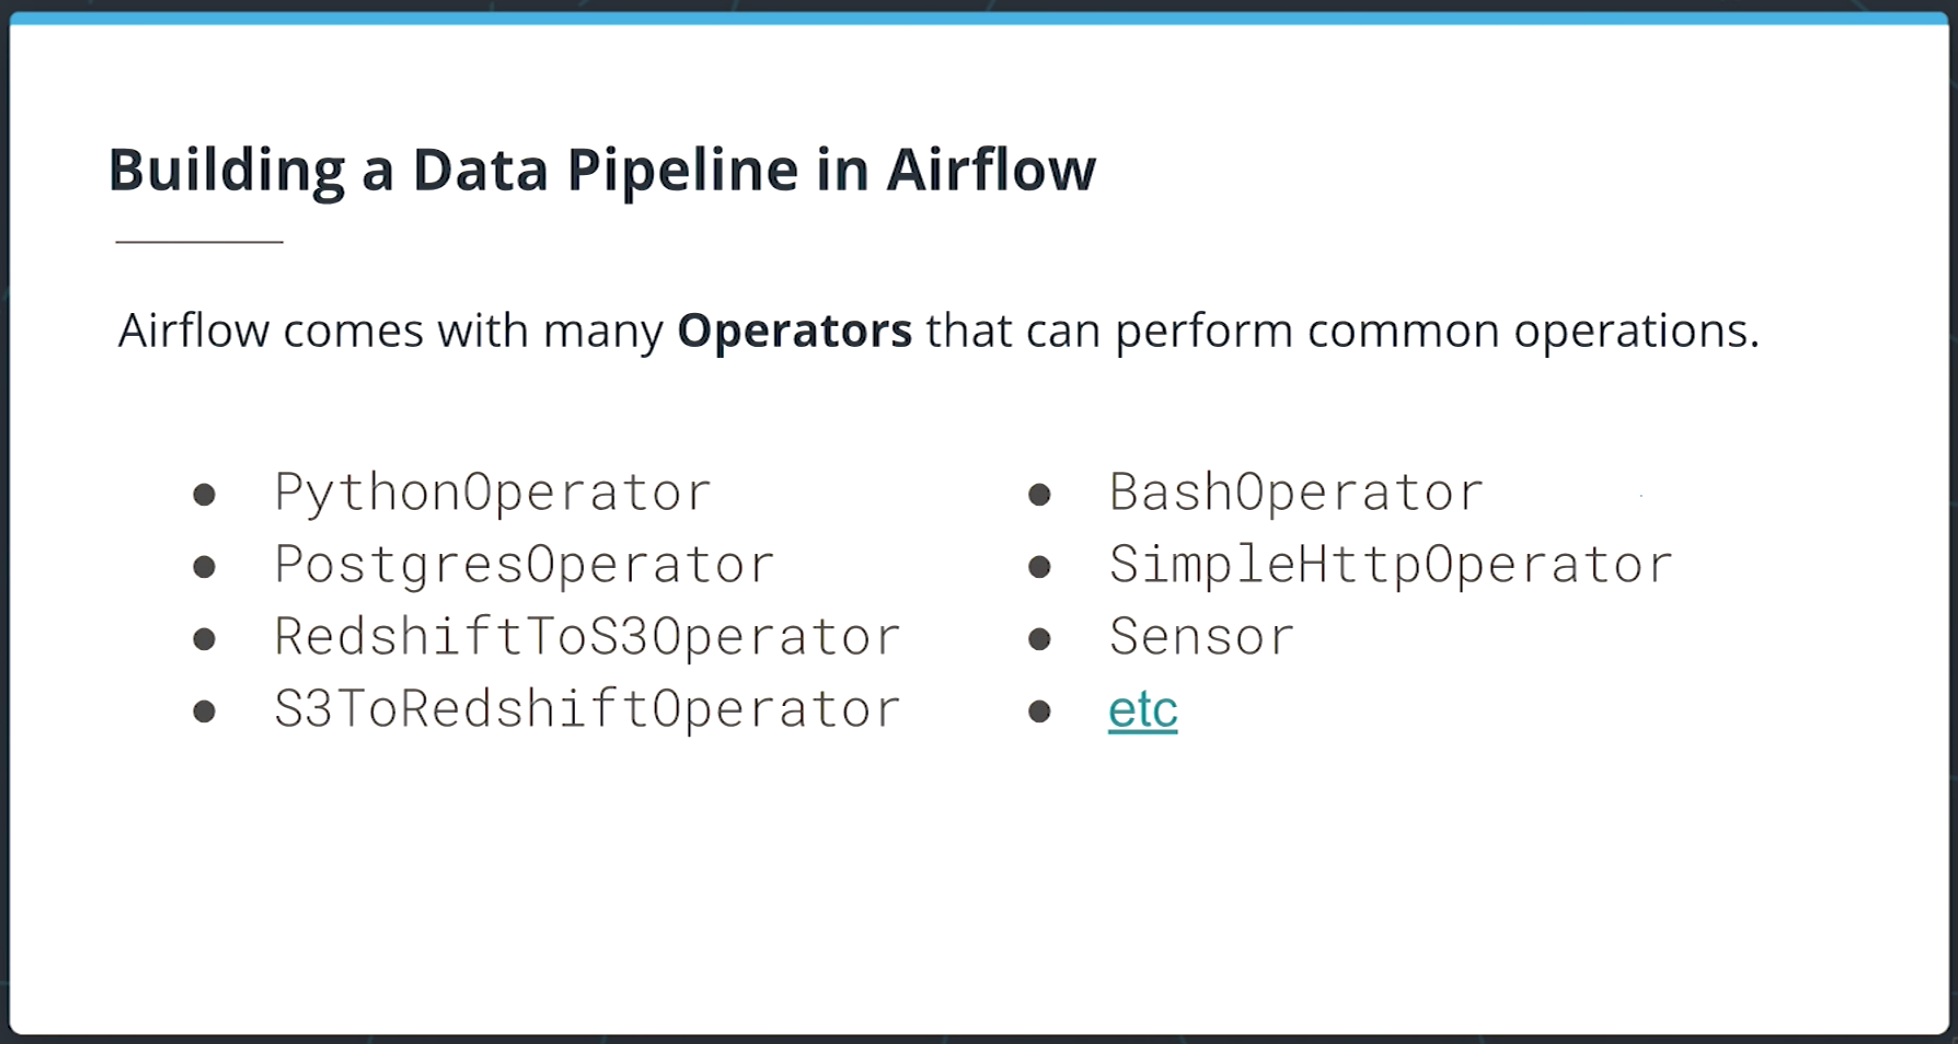 Building a Data Pipeline in Airflow
Airflow comes with many Operators that can perform common operations.
● PythonOperator
● PostgresOperator
● RedshiftToS3Operator
● S3ToRedshiftOperator
● BashOperator
● SimpleHttpOperator
● Sensor
● etc